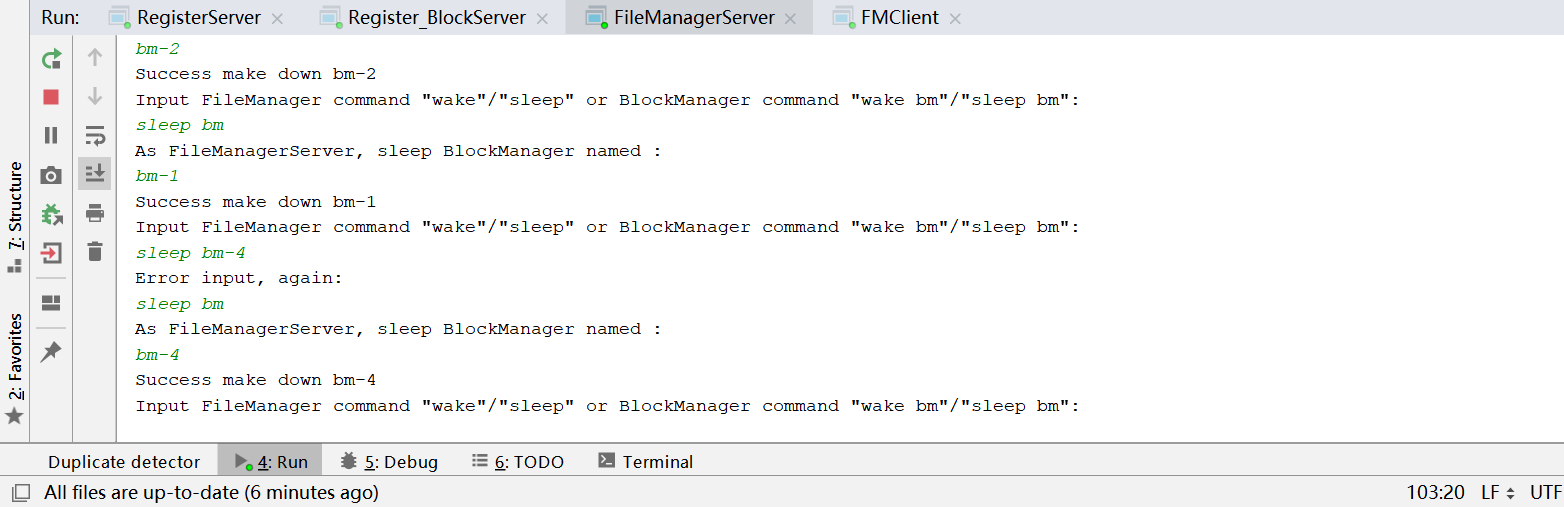 Run: RegisterServer Register_BlockServer FileManagerServer FMClient
bm-2
Success make down bm-2
Input FileManager command "wake"/"sleep" or BlockManager command "wake bm"/"sleep bm":
sleep bm
As FileManagerServer, sleep BlockManager named :
bm-1
Success make down bm-1
Input FileManager command "wake"/"sleep" or BlockManager command "wake bm"/"sleep bm":
sleep bm-4
Error input, again:
sleep bm
As FileManagerServer, sleep BlockManager named :
bm-4
Success make down bm-4
Input FileManager command "wake"/"sleep" or BlockManager command "wake bm"/"sleep bm":
7: Structure
2: Favorites
Duplicate detector 4: Run 5: Debug 6: TODO Terminal
All files are up-to-date (6 minutes ago) 103:20 LF UTF